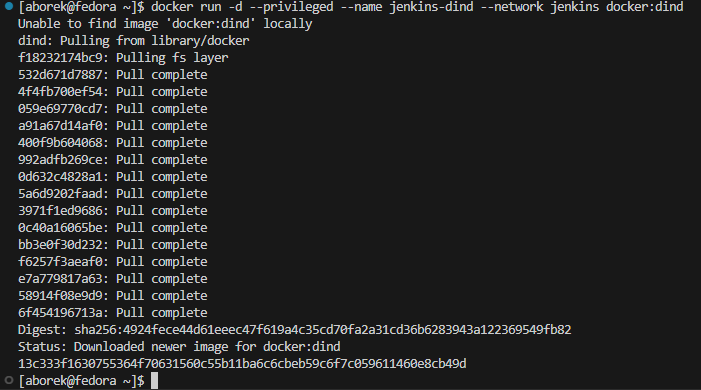 [aborek@fedora ~]$ docker run -d --privileged --name jenkins-dind --network jenkins docker:dind
Unable to find image 'docker:dind' locally
dind: Pulling from library/docker
f18232174bc9: Pulling fs layer
532d671d7887: Pull complete
4f4fb700ef54: Pull complete
059e69770cd7: Pull complete
a91a67d14af0: Pull complete
400f9b604068: Pull complete
992adfb269ce: Pull complete
0d632c4828a1: Pull complete
5a6d9202faad: Pull complete
3971f1ed9686: Pull complete
0c40a16065be: Pull complete
bb3e0f30d232: Pull complete
f6257f3aeaf0: Pull complete
e7a779817a63: Pull complete
58914f08e9d9: Pull complete
6f454196713a: Pull complete
Digest: sha256:4924fece44d61eeec47f619a4c35cd70fa2a31cd36b6283943a122369549fb82
Status: Downloaded newer image for docker:dind
13c333f1630755364f70631560c55b11ba6c6cbeb59c6f7c059611460e8cb49d
[aborek@fedora ~]$